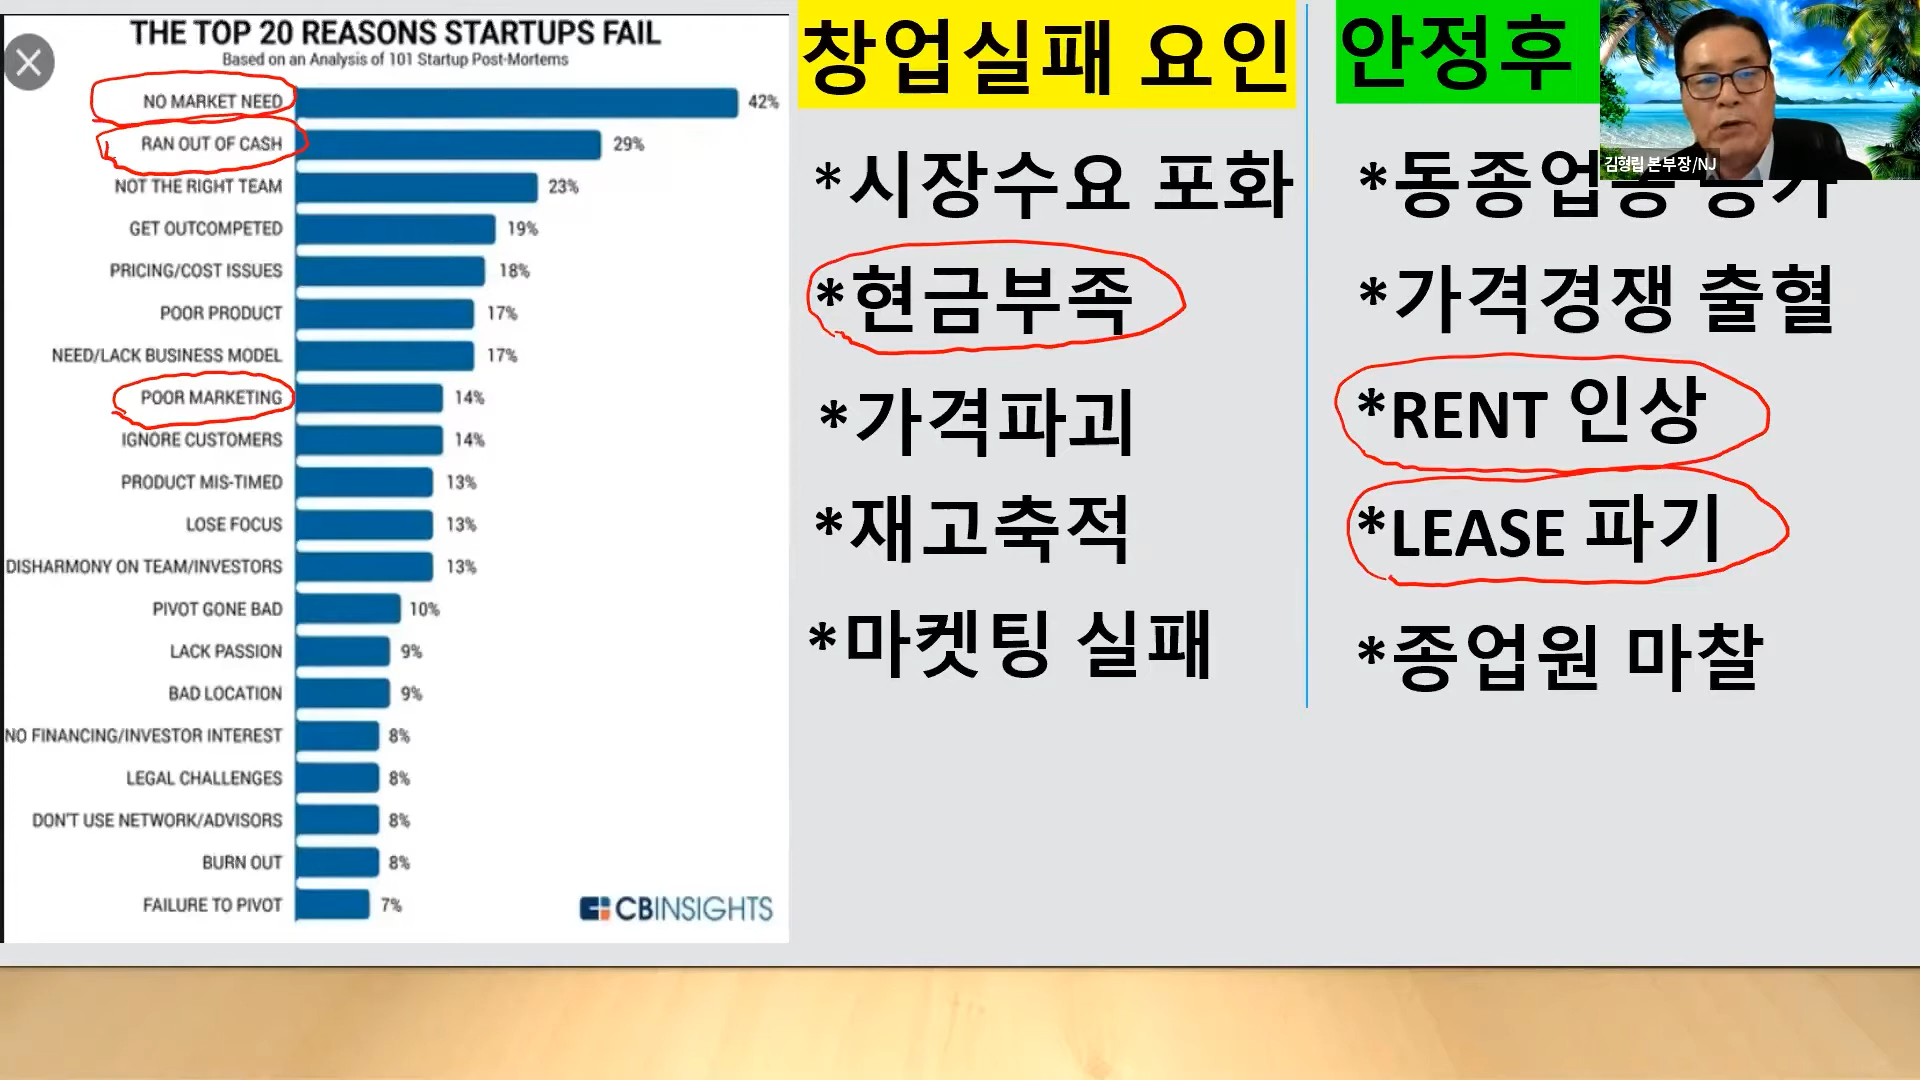 THE TOP 20 REASONS STARTUPS FAIL
Based on an Analysis of 101 Startup Post-Mortems
NO MARKET NEED 42%
RAN OUT OF CASH 29%
NOT THE RIGHT TEAM 23%
GET OUTCOMPETED 19%
PRICING/COST ISSUES 18%
POOR PRODUCT 17%
NEED/LACK BUSINESS MODEL 17%
POOR MARKETING 14%
IGNORE CUSTOMERS 14%
PRODUCT MIS-TIMED 13%
LOSE FOCUS 13%
DISHARMONY ON TEAM/INVESTORS 13%
PIVOT GONE BAD 10%
LACK PASSION 9%
BAD LOCATION 9%
NO FINANCING/INVESTOR INTEREST 8%
LEGAL CHALLENGES 8%
DON'T USE NETWORK/ADVISORS 8%
BURN OUT 8%
FAILURE TO PIVOT 7%
CBINSIGHTS
창업실패 요인
*시장수요 포화
*현금부족
*가격파괴
*재고축적
*마켓팅 실패
안정후
*동종업종
*가격경쟁 출혈
*RENT 인상
*LEASE 파기
*종업원 마찰
김형립 본부장/NJ